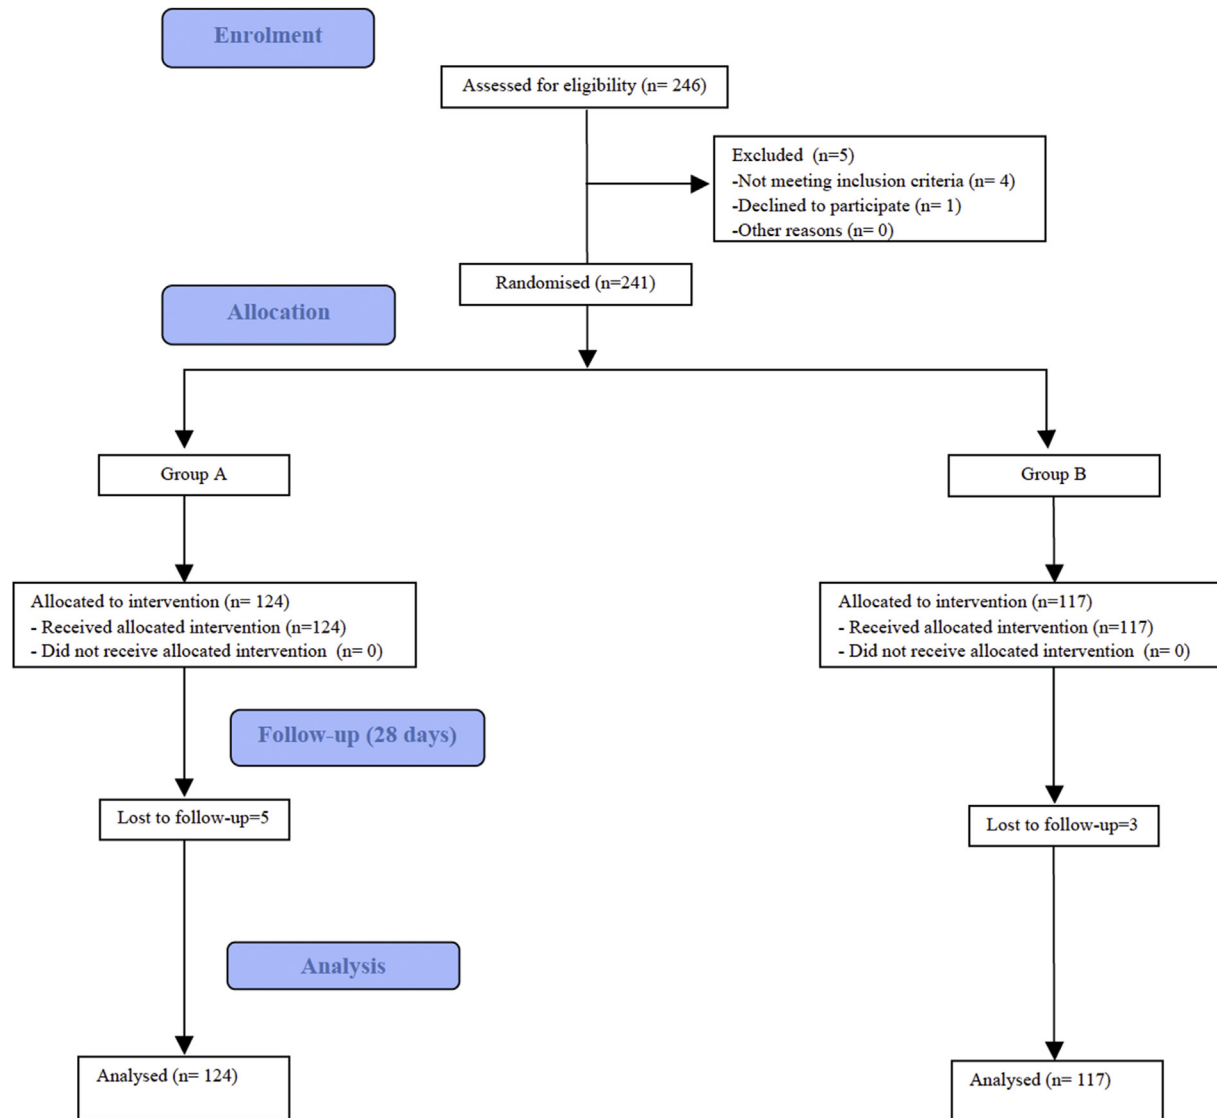 Enrolment
Assessed for eligibility (n= 246)
Excluded  (n=5)
-Not meeting inclusion criteria (n= 4)
-Declined to participate (n= 1)
-Other reasons (n= 0)
Randomised (n=241)
Allocation
Group A
Group B
Allocated to intervention (n= 124)
- Received allocated intervention (n=124)
- Did not receive allocated intervention  (n= 0)
Allocated to intervention (n=117)
- Received allocated intervention (n=117)
- Did not receive allocated intervention  (n= 0)
Follow-up (28 days)
Lost to follow-up=5
Lost to follow-up=3
Analysis
Analysed (n= 124)
Analysed (n= 117)